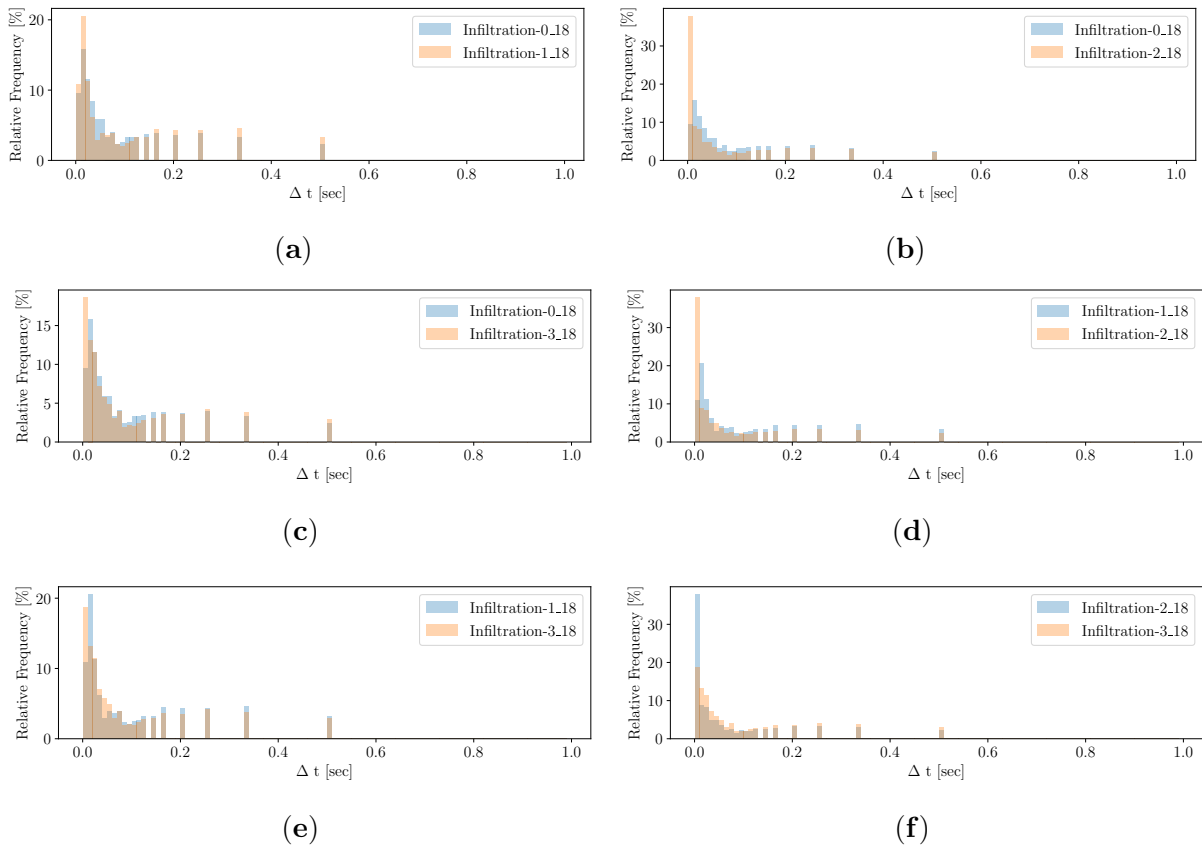 Relative Frequency [%]
20
10
0
Infiltration-0_18
Infiltration-1_18
0.0 0.2 0.4 0.6 0.8 1.0
Δ t [sec]
(a)
Relative Frequency [%]
30
20
10
0
Infiltration-0_18
Infiltration-2_18
0.0 0.2 0.4 0.6 0.8 1.0
Δ t [sec]
(b)
Relative Frequency [%]
15
10
5
0
Infiltration-0_18
Infiltration-3_18
0.0 0.2 0.4 0.6 0.8 1.0
Δ t [sec]
(c)
Relative Frequency [%]
30
20
10
0
Infiltration-1_18
Infiltration-2_18
0.0 0.2 0.4 0.6 0.8 1.0
Δ t [sec]
(d)
Relative Frequency [%]
20
10
0
Infiltration-1_18
Infiltration-3_18
0.0 0.2 0.4 0.6 0.8 1.0
Δ t [sec]
(e)
Relative Frequency [%]
30
20
10
0
Infiltration-2_18
Infiltration-3_18
0.0 0.2 0.4 0.6 0.8 1.0
Δ t [sec]
(f)